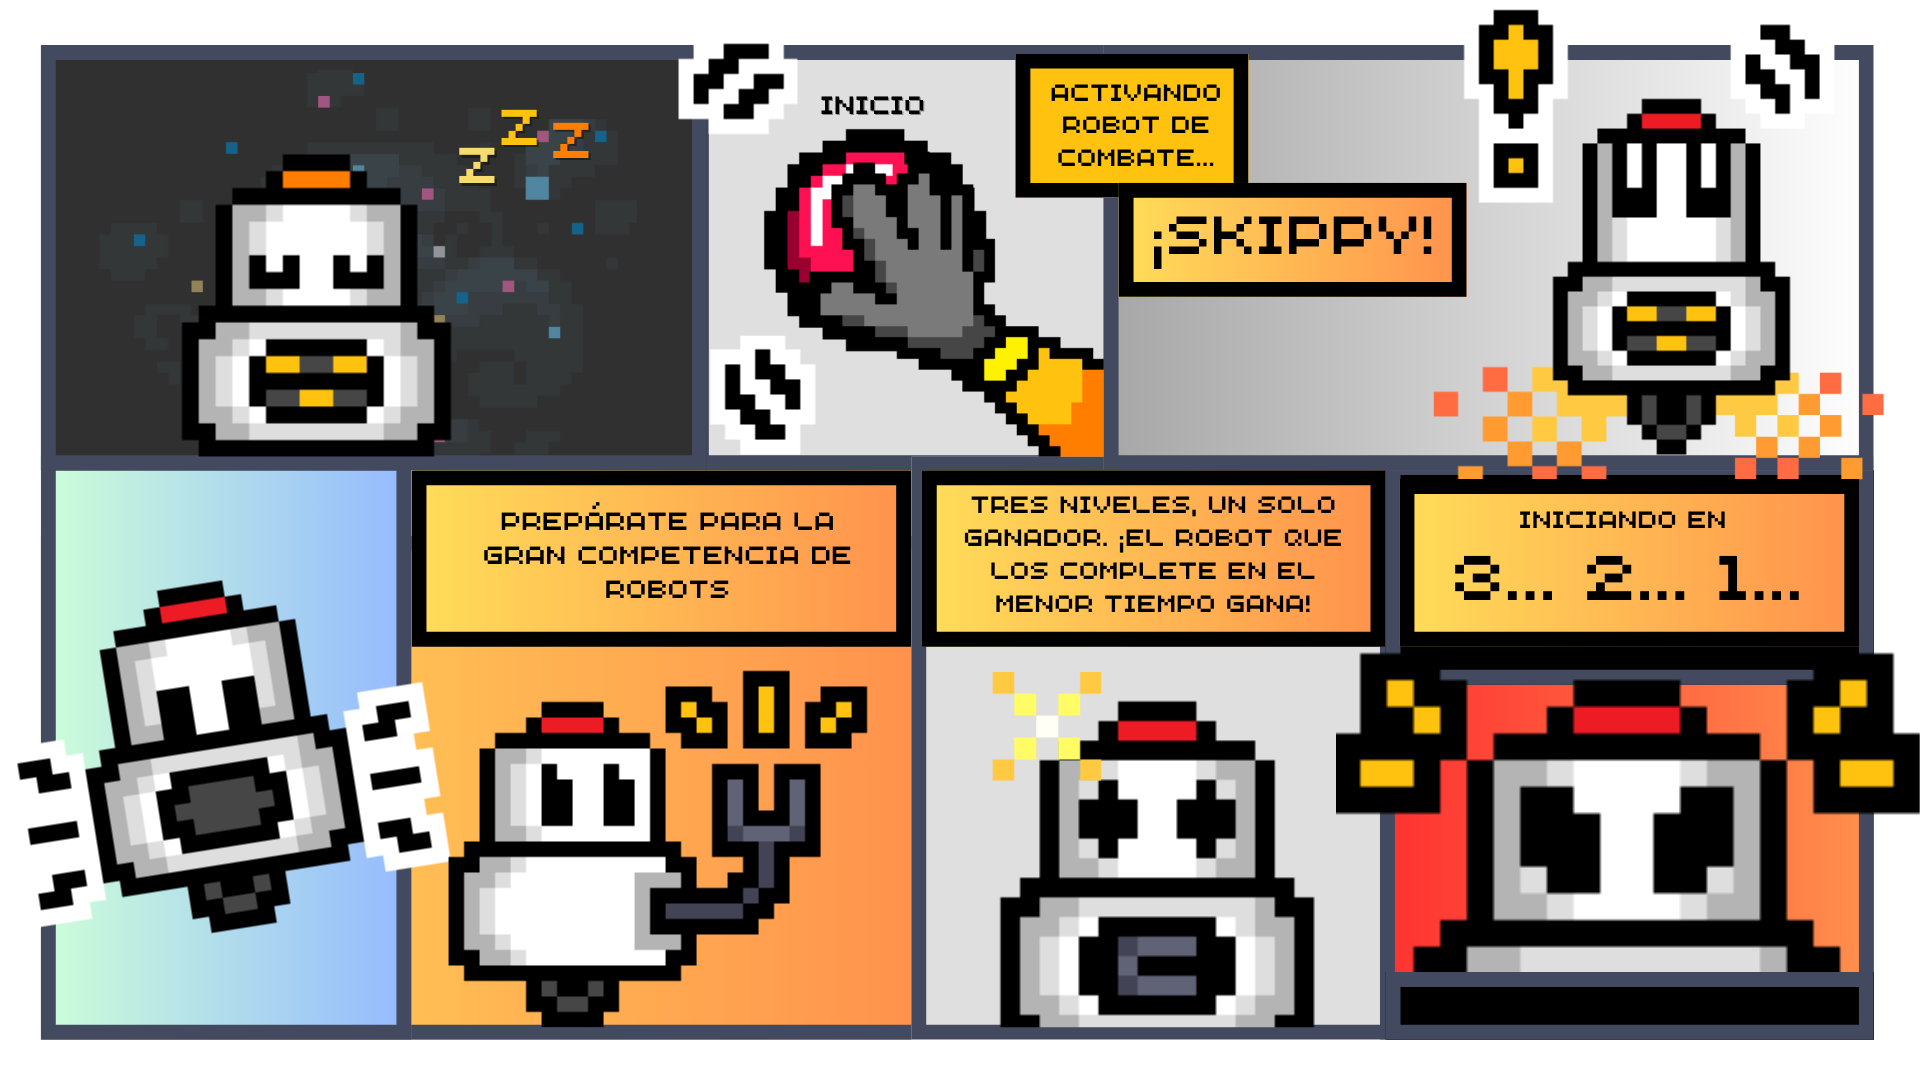 Z Z Z
INICIO
ACTIVANDO
ROBOT DE
COMBATE...
¡SKIPPY!
PREPÁRATE PARA LA
GRAN COMPETENCIA DE
ROBOTS
TRES NIVELES, UN SOLO
GANADOR. ¡EL ROBOT QUE
LOS COMPLETE EN EL
MENOR TIEMPO GANA!
INICIANDO EN
3... 2... 1...